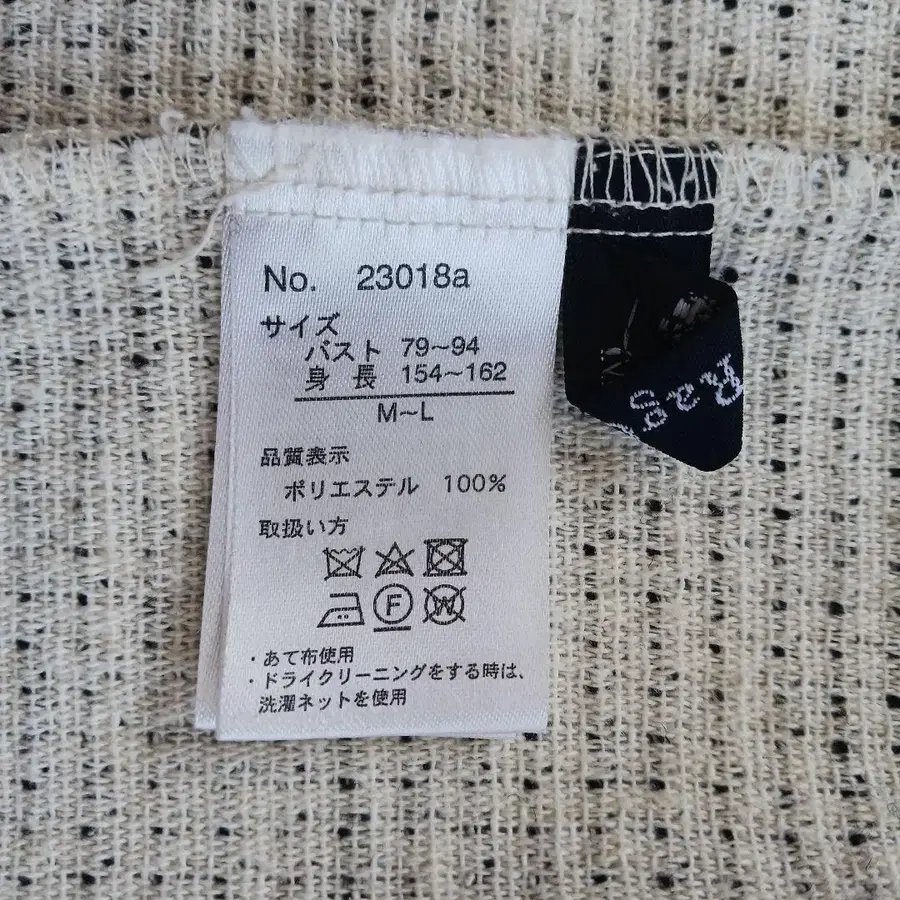 No. 23018a
サイズ
バスト 79～94
身 長 154～162
M～L
品質表示
ポリエステル 100%
取扱い方
F
W
・あて布使用
・ドライクリーニングをする時は、
洗濯ネットを使用